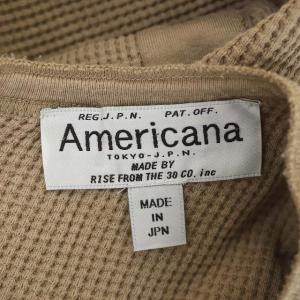 REG.J.P.N. PAT.OFF.
Americana
TOKYO-J.P.N.
MADE BY
RISE FROM THE 30 CO. inc
MADE
IN
JPN